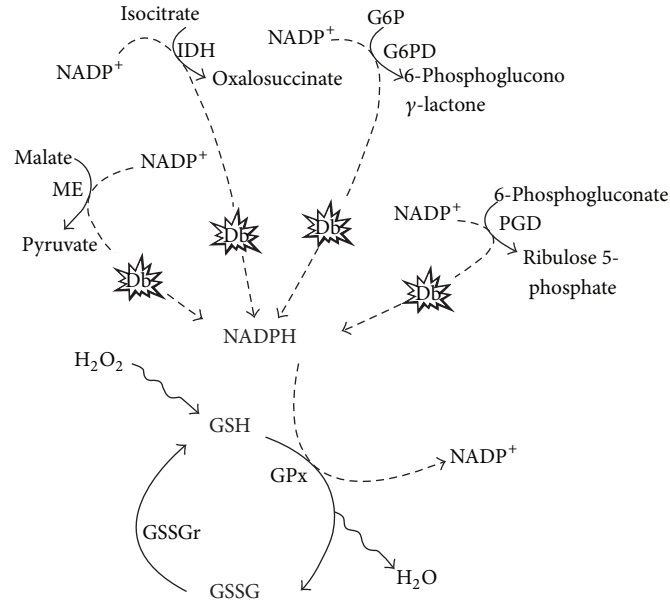 Isocitrate
NADP⁺
IDH
Oxalosuccinate
NADP⁺
G6P
G6PD
6-Phosphoglucono
γ-lactone
Malate
NADP⁺
ME
Pyruvate
Db
Db
Db
NADP⁺
6-Phosphogluconate
PGD
Ribulose 5-
phosphate
Db
NADPH
H₂O₂
GSH
GPx
NADP⁺
GSSGr
GSSG
H₂O